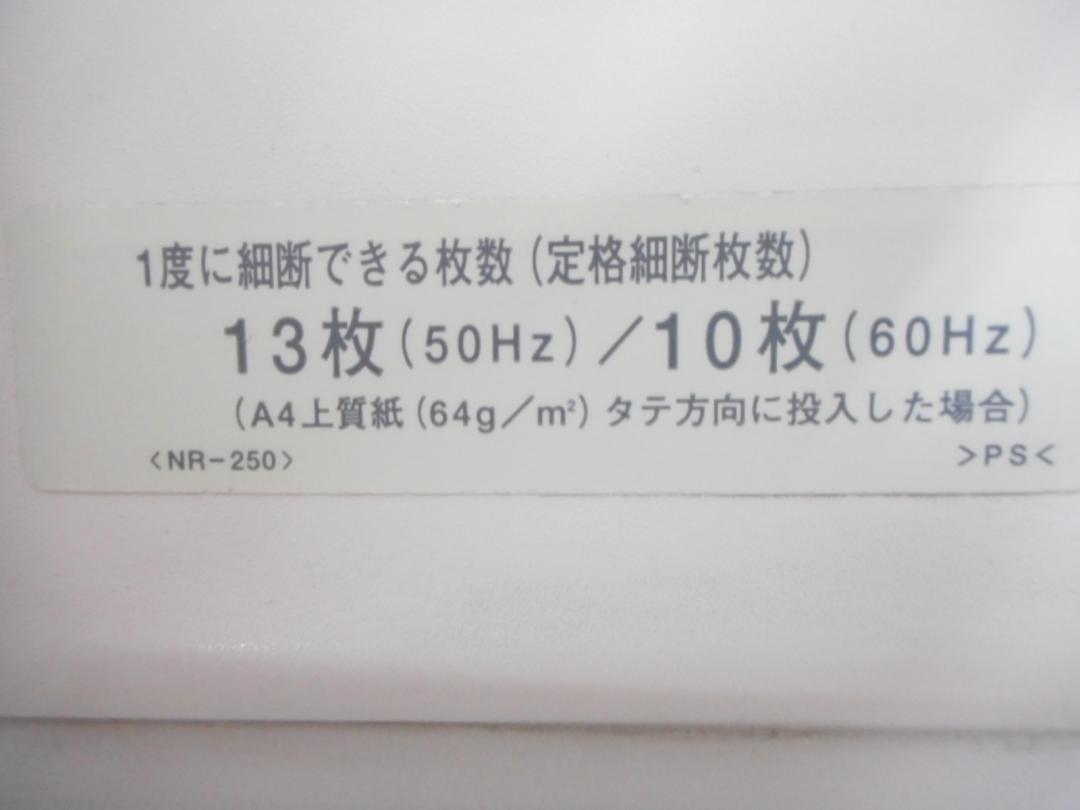 1度に細断できる枚数(定格細断枚数)
13枚(50Hz)／10枚(60Hz)
(A4上質紙(64g／m²)タテ方向に投入した場合)
<NR-250> >PS<